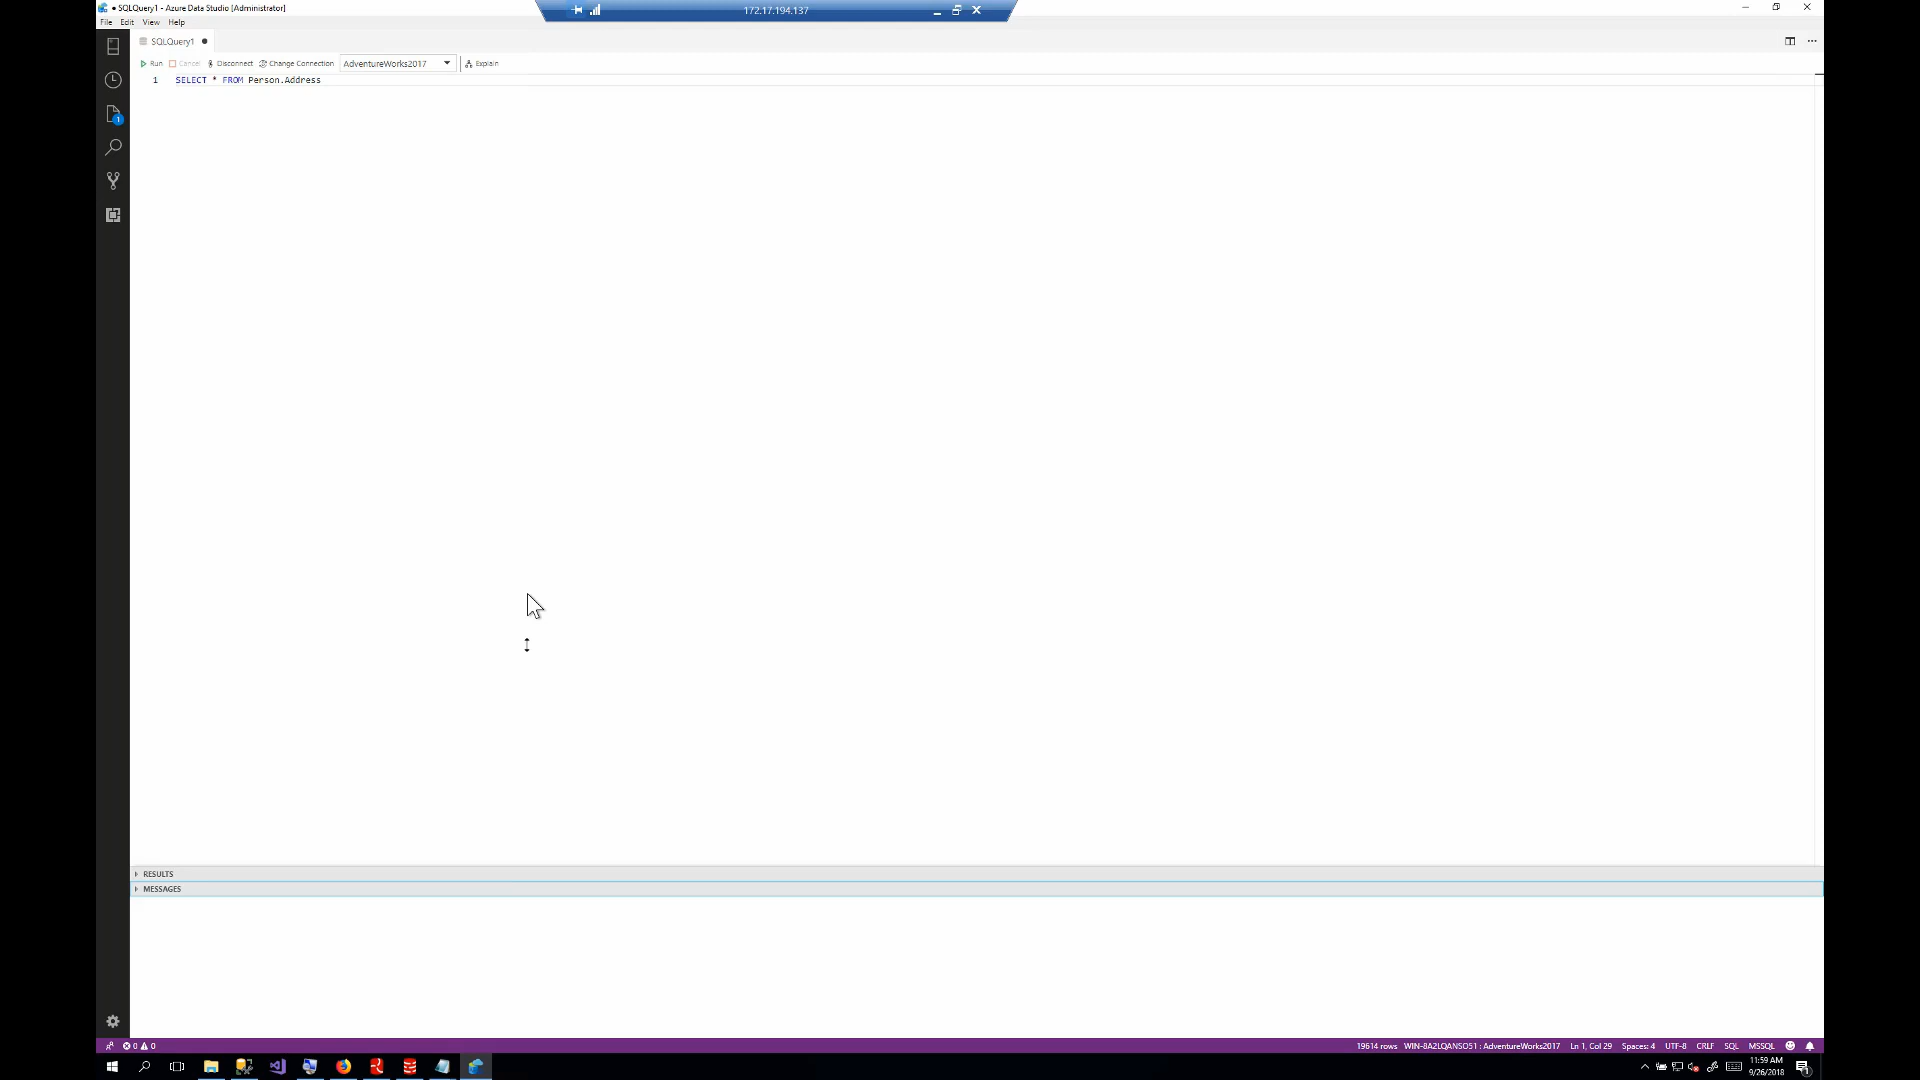 ● SQLQuery1 - Azure Data Studio [Administrator]
172.17.194.137
File Edit View Help
SQLQuery1 ●
Run Cancel Disconnect Change Connection AdventureWorks2017 Explain
1 SELECT * FROM Person.Address
1
RESULTS
MESSAGES
0 0 19614 rows WIN-8A2LQANSO51 : AdventureWorks2017 Ln 1, Col 29 Spaces: 4 UTF-8 CRLF SQL MSSQL
11:59 AM
9/26/2018
1